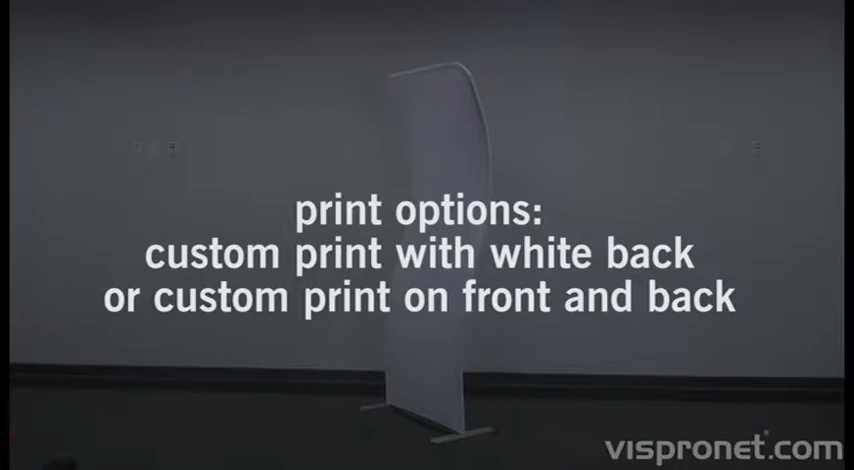 print options:
custom print with white back
or custom print on front and back
vispronet.com